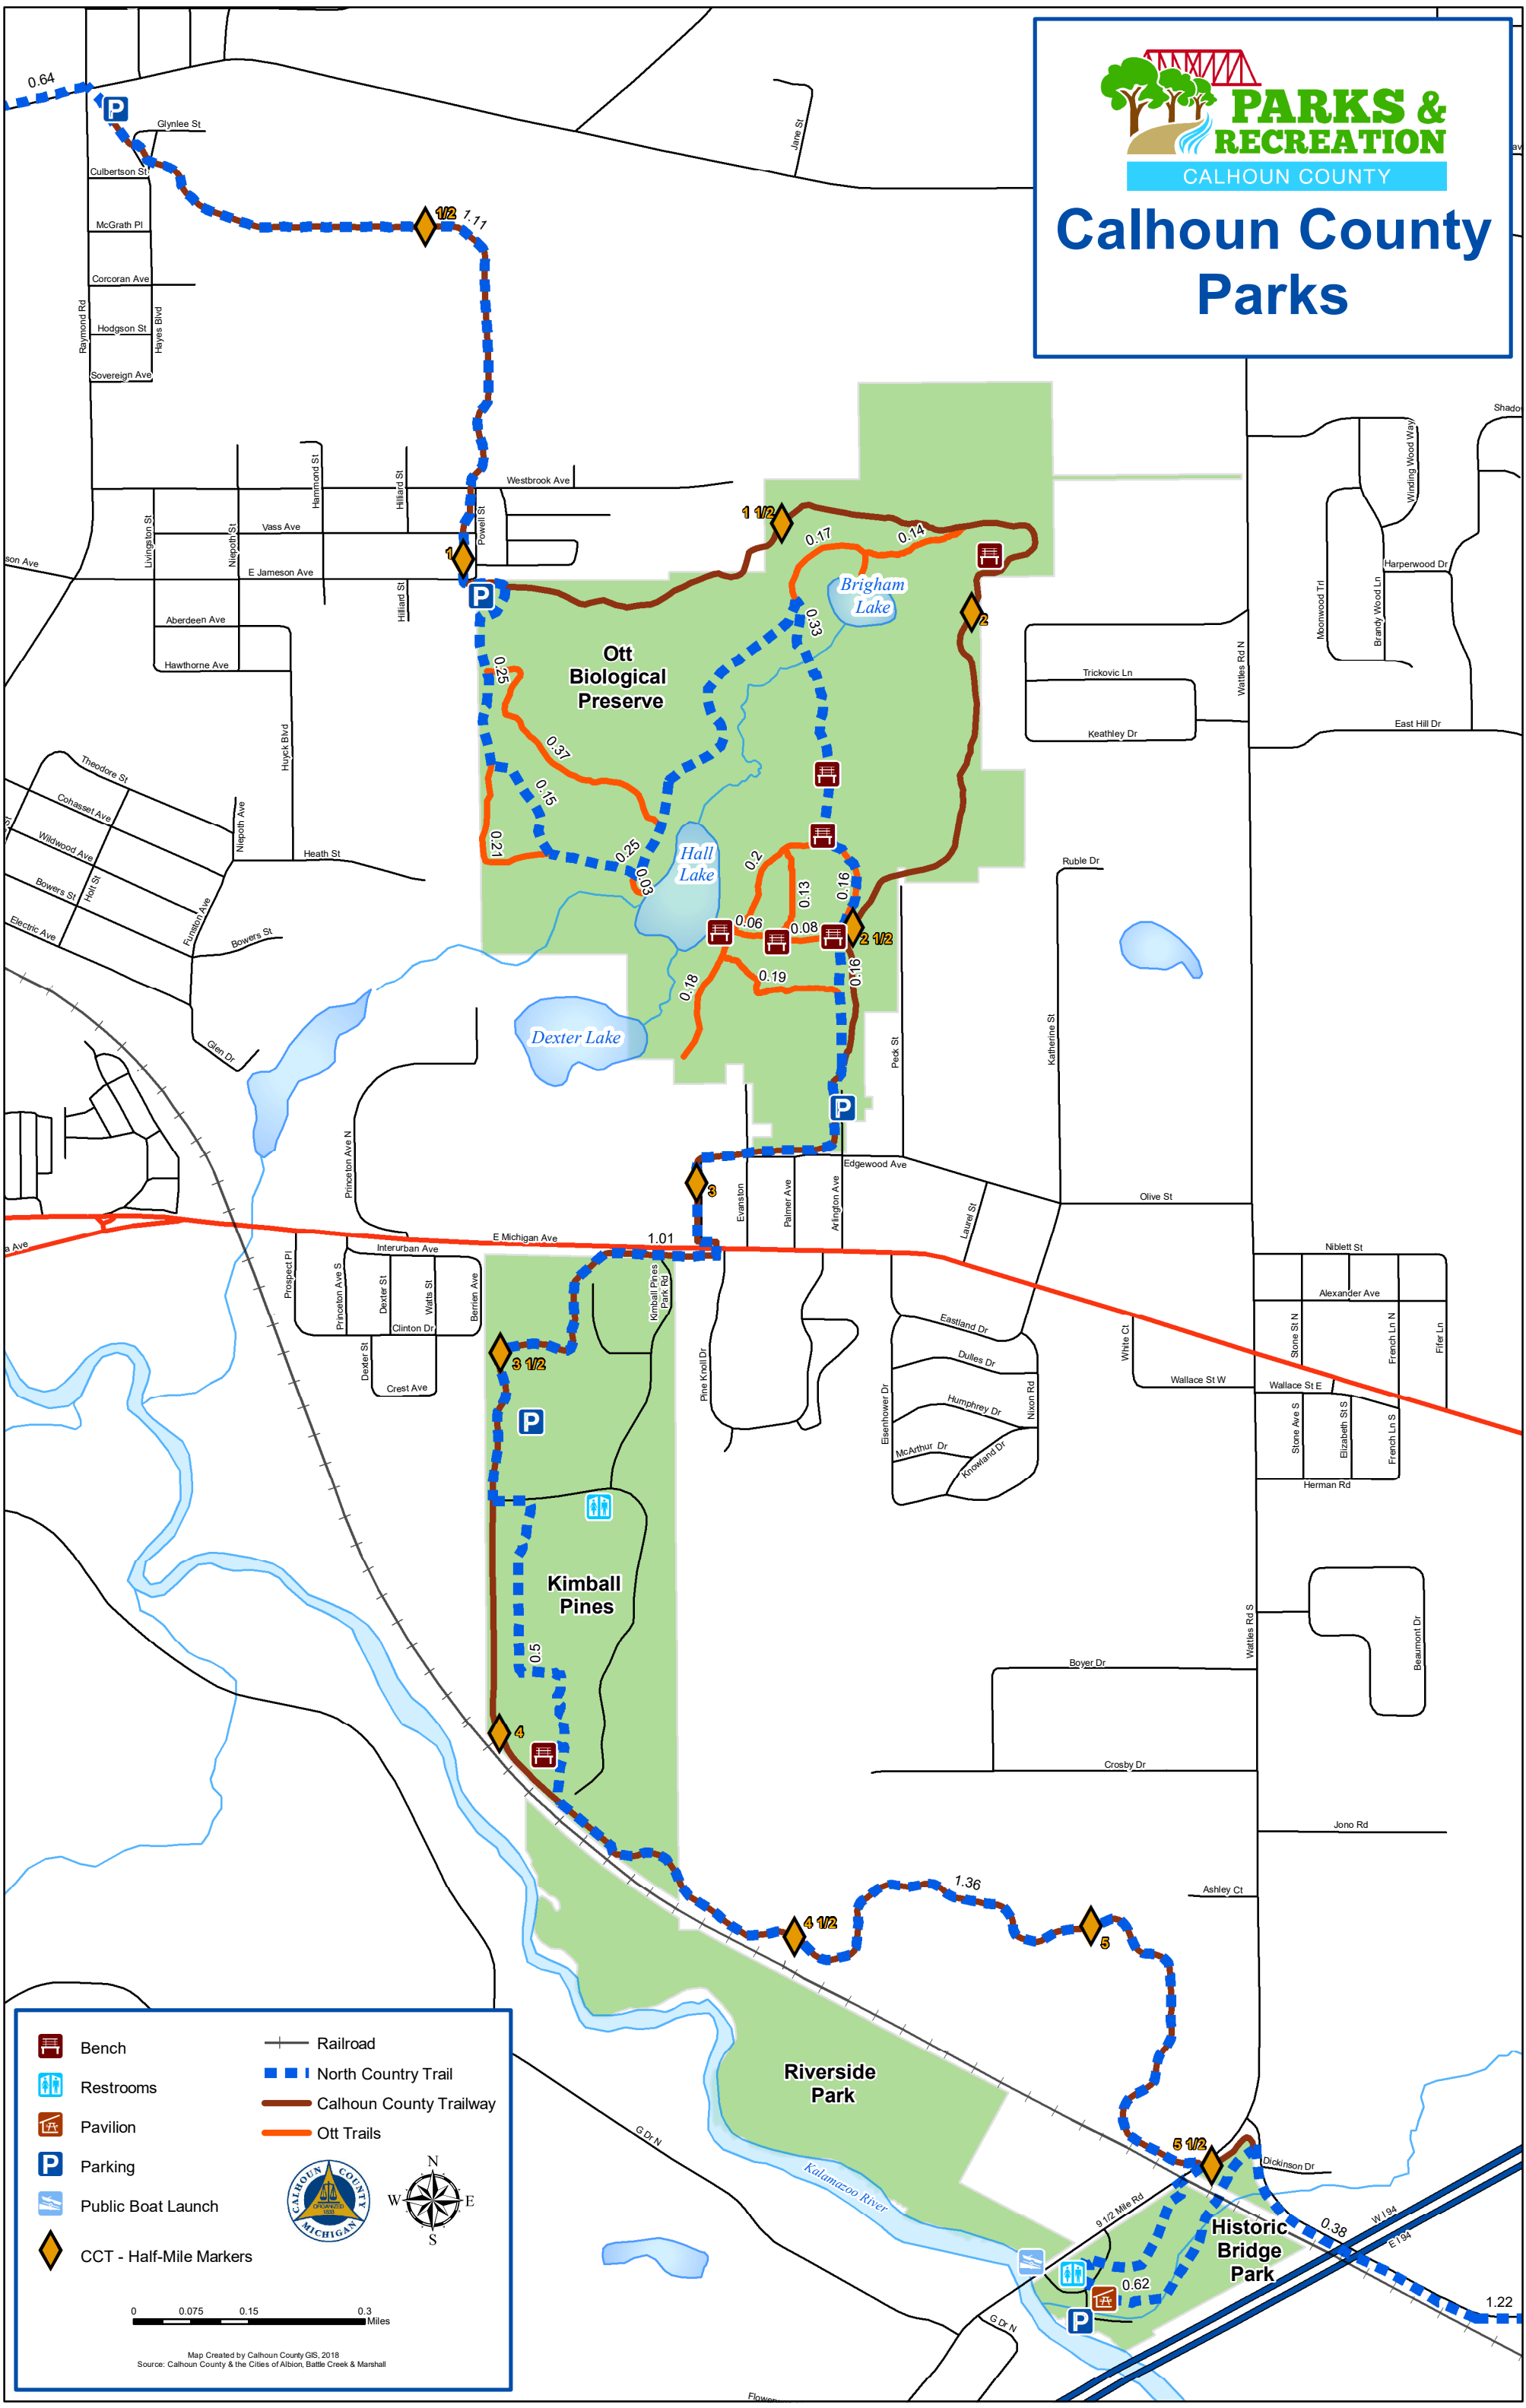 PARKS &
RECREATION
CALHOUN COUNTY
Calhoun County
Parks
0.64
P
Glynlee St
Culbertson St
McGrath Pl
Corcoran Ave
Hodgson St
Sovereign Ave
Raymond Rd
Hayes Blvd
1/2
1.11
Jane St
Westbrook Ave
Hammond St
Hilliard St
Livingston St
Niepoth St
Vass Ave
Powell St
E Jameson Ave
son Ave
Hilliard St
1
P
Aberdeen Ave
Hawthorne Ave
Huyck Blvd
1 1/2
0.17
0.14
Brigham
Lake
2
0.33
Ott
Biological
Preserve
0.25
0.37
0.15
0.21
0.25
0.03
Hall
Lake
0.2
0.13
0.16
0.06
0.08
2 1/2
0.16
0.18
0.19
Dexter Lake
Winding Wood Way
Shado
Moonwood Trl
Brandy Wood Ln
Harperwood Dr
Wattles Rd N
Trickovic Ln
Keathley Dr
East Hill Dr
Theodore St
Cohasset Ave
Wildwood Ave
Bowers St
Holt St
Electric Ave
Niepoth Ave
Heath St
Funston Ave
Bowers St
Glen Dr
Ruble Dr
Katherine St
Peck St
P
Princeton Ave N
Edgewood Ave
3
Evanston
Palmer Ave
Arlington Ave
Laurel St
Olive St
a Ave
E Michigan Ave
1.01
Interurban Ave
Prospect Pl
Princeton Ave S
Dexter St
Watts St
Berrien Ave
Clinton Dr
Dexter St
Crest Ave
Kimball Pines
Park Rd
3 1/2
P
Pine Knoll Dr
Eastland Dr
Dulles Dr
Humphrey Dr
McArthur Dr
Knowland Dr
Eisenhower Dr
Nixon Rd
White Ct
Niblett St
Alexander Ave
Stone St N
French Ln N
Fifer Ln
Wallace St W
Wallace St E
Stone Ave S
Elizabeth St S
French Ln S
Herman Rd
Kimball
Pines
0.5
4
Wattles Rd S
Beaumont Dr
Boyer Dr
Crosby Dr
Jono Rd
Ashley Ct
1.36
4 1/2
5
Riverside
Park
5 1/2
Dickinson Dr
G Dr N
Kalamazoo River
9 1/2 Mile Rd
Historic
Bridge
Park
0.38
W I 94
E I 94
0.62
P
G Dr N
1.22
Bench
Restrooms
Pavilion
P
Parking
Public Boat Launch
CCT - Half-Mile Markers
Railroad
North Country Trail
Calhoun County Trailway
Ott Trails
CALHOUN COUNTY
MICHIGAN
N
W
E
S
0
0.075
0.15
0.3
Miles
Map Created by Calhoun County GIS, 2018
Source: Calhoun County & the Cities of Albion, Battle Creek & Marshall